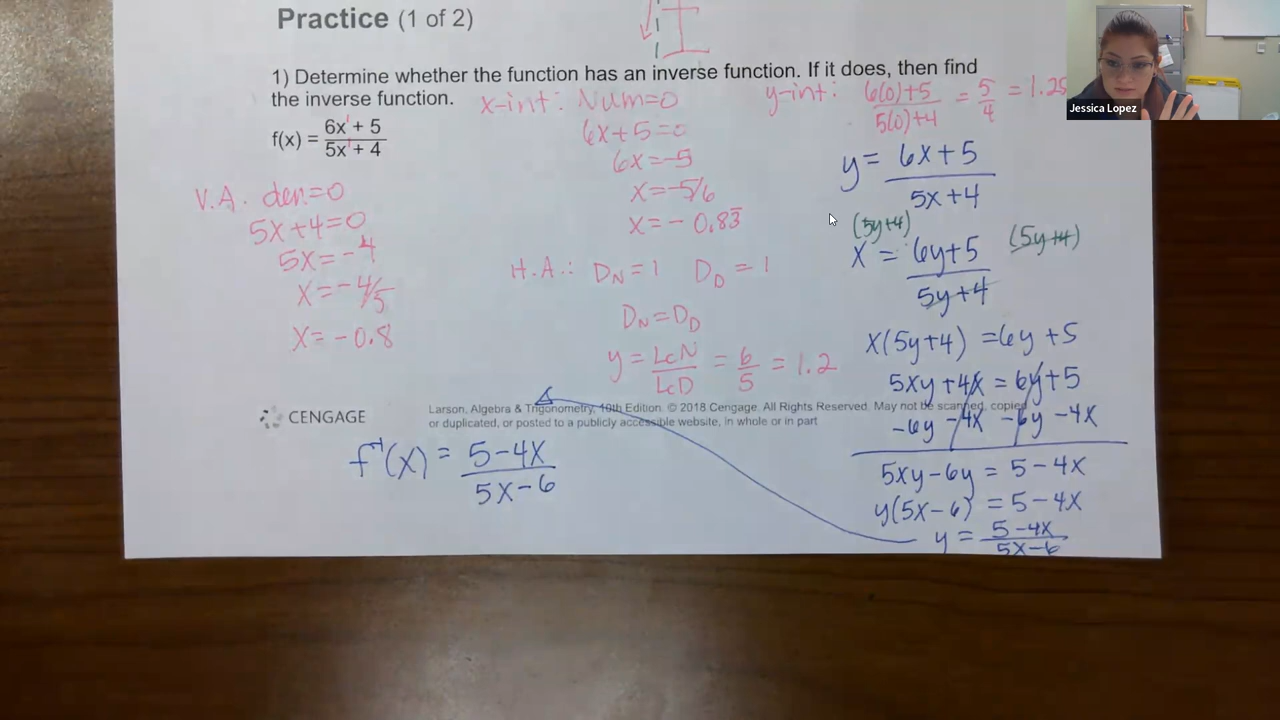 Practice (1 of 2)
1) Determine whether the function has an inverse function. If it does, then find
the inverse function.
f(x) = 6x + 5
5x + 4
V.A. den=0
5x+4=0
5x=-4
x=-4/5
x=-0.8
x-int: Num=0
6x+5=0
6x=-5
x=-5/6
x=-0.83̅
y-int: 6(0)+5 = 5 = 1.25
5(0)+4 4
H.A.: D_N=1 D_D=1
D_N=D_D
y= LCN = 6 = 1.2
LCD 5
y= 6x+5
5x+4
(5y+4)
x = 6y+5 (5y+4)
5y+4
x(5y+4) =6y+5
5xy+4x=6y+5
-6y -4x -6y -4x
5xy-6y = 5-4x
y(5x-6) = 5-4x
y = 5-4x
5x-6
f⁻¹(x) = 5-4x
5x-6
CENGAGE
Larson, Algebra & Trigonometry, 10th Edition. © 2018 Cengage. All Rights Reserved. May not be scanned, copied
or duplicated, or posted to a publicly accessible website, in whole or in part
Jessica Lopez